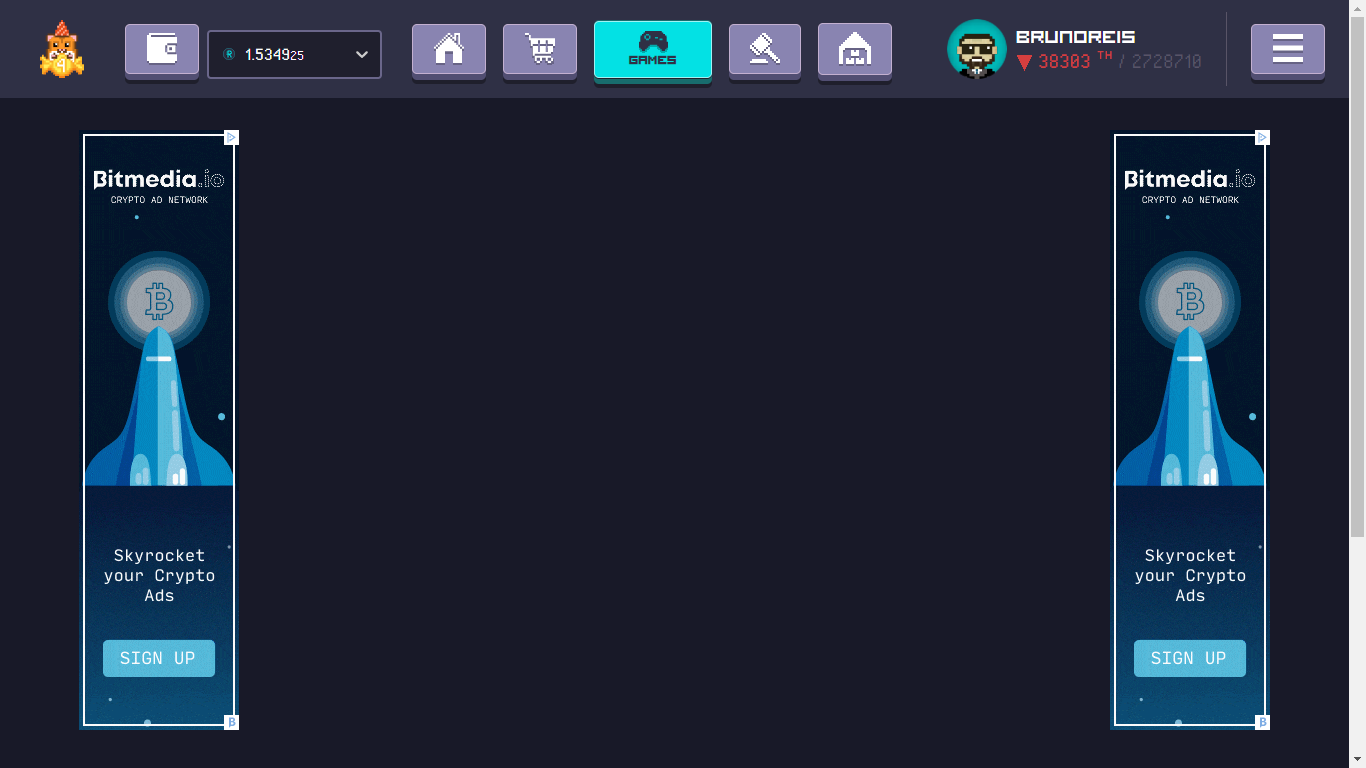 1.534925
GAMES
BRUNOREIS
38303 TH / 2728710
Bitmedia.io
CRYPTO AD NETWORK
Skyrocket
your Crypto
Ads
SIGN UP
Bitmedia.io
CRYPTO AD NETWORK
Skyrocket
your Crypto
Ads
SIGN UP